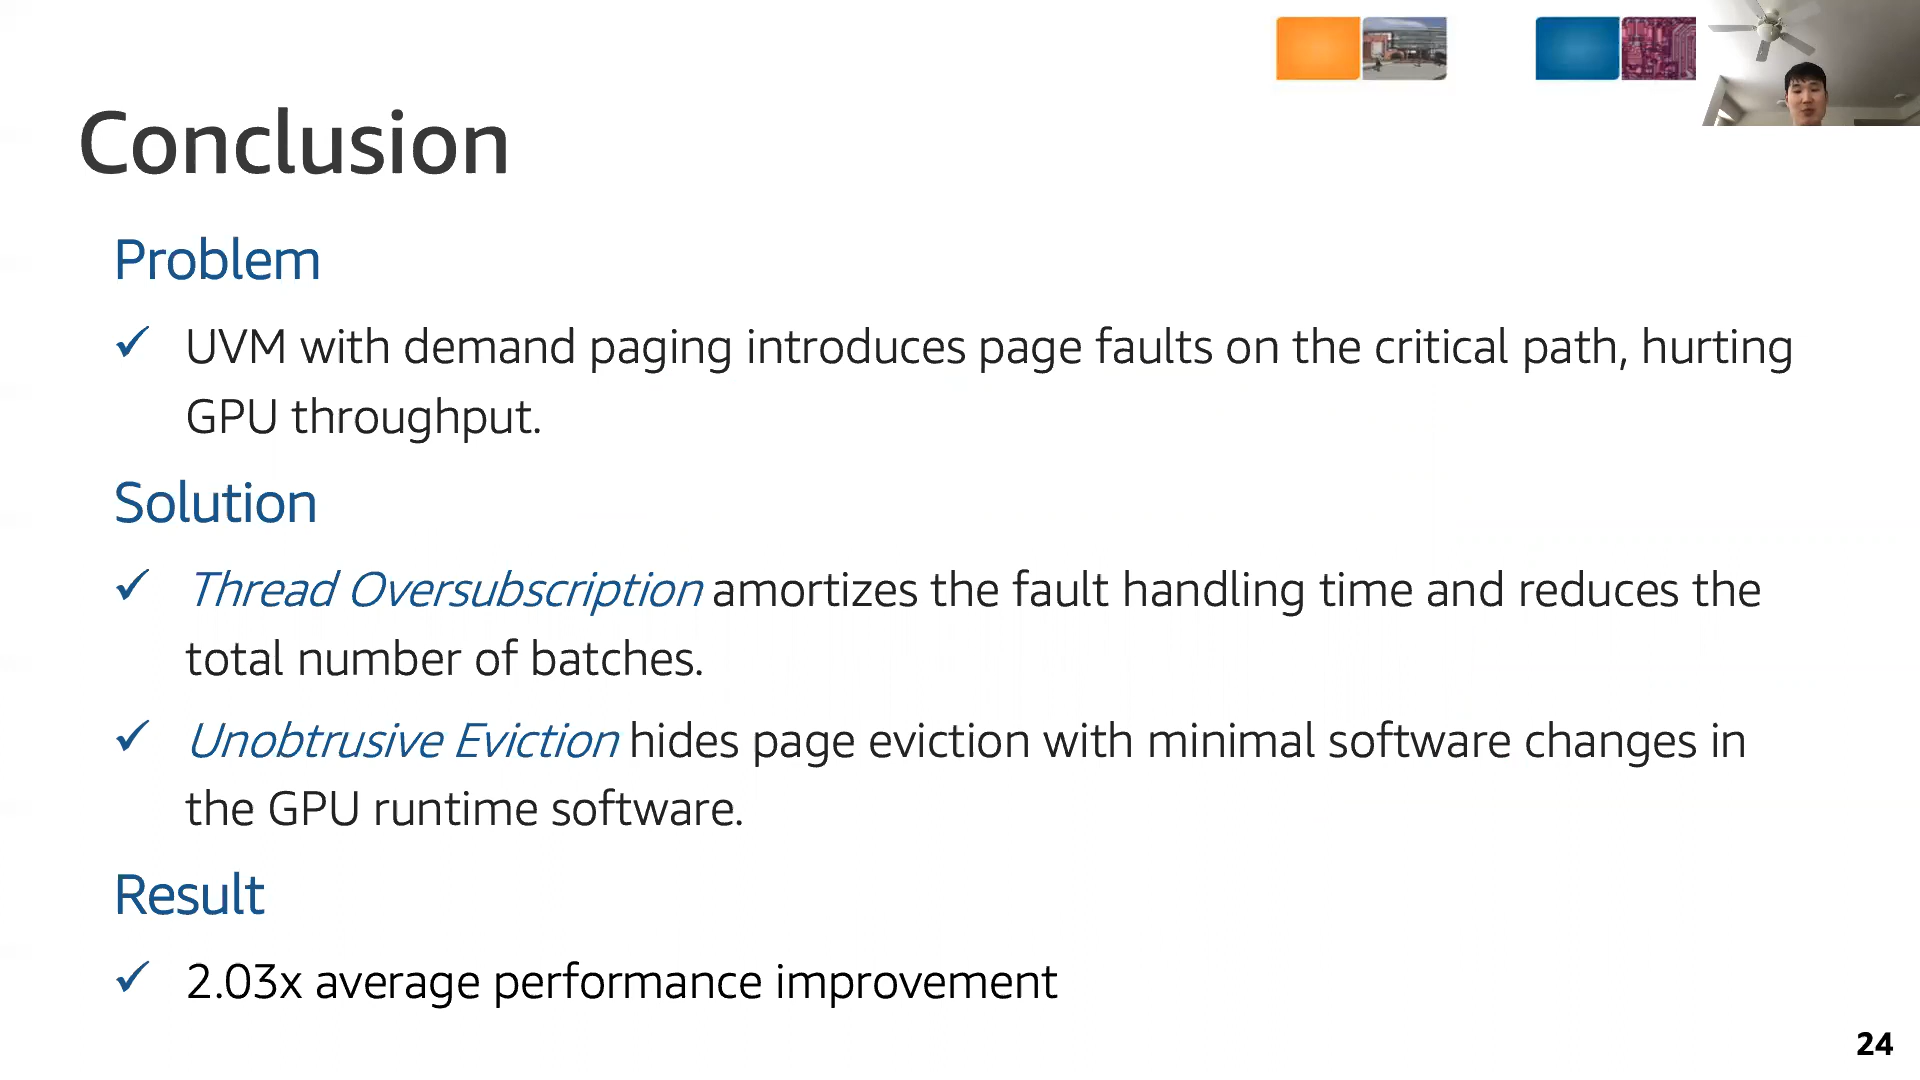 Conclusion
Problem
✓ UVM with demand paging introduces page faults on the critical path, hurting
GPU throughput.
Solution
✓ Thread Oversubscription amortizes the fault handling time and reduces the
total number of batches.
✓ Unobtrusive Eviction hides page eviction with minimal software changes in
the GPU runtime software.
Result
✓ 2.03x average performance improvement
24